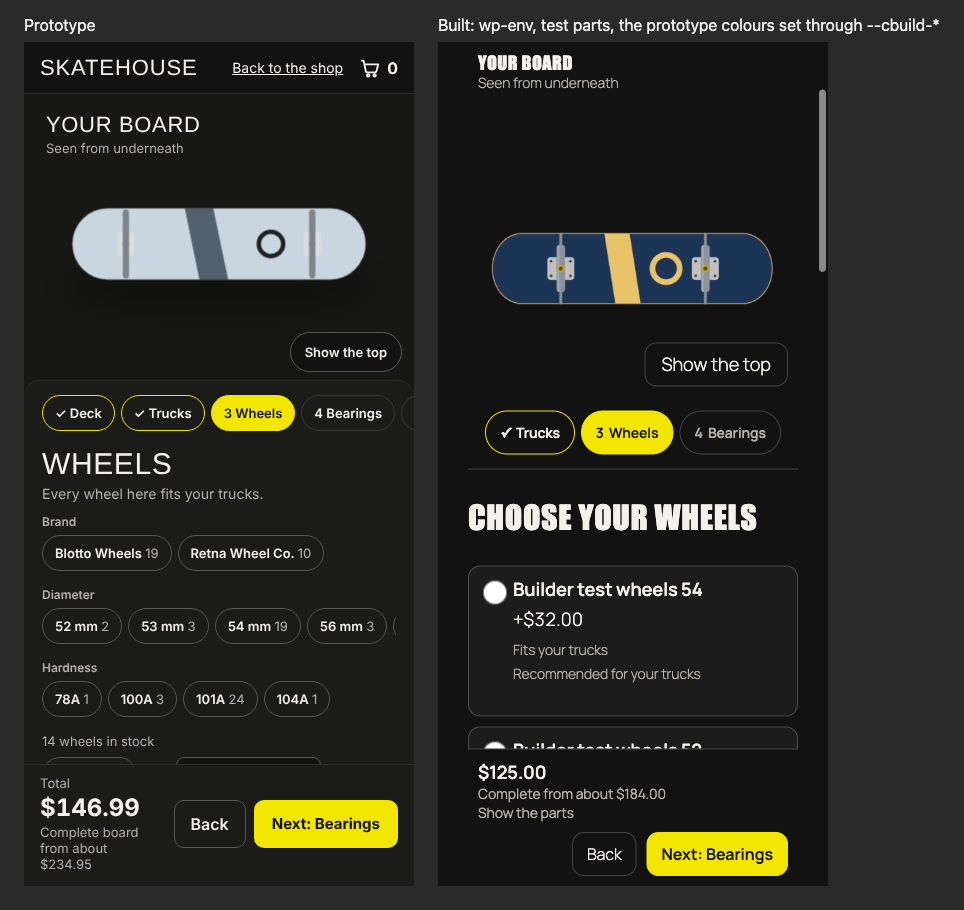 Prototype
SKATEHOUSE Back to the shop 0
YOUR BOARD
Seen from underneath
Show the top
✓ Deck ✓ Trucks 3 Wheels 4 Bearings
WHEELS
Every wheel here fits your trucks.
Brand
Blotto Wheels 19 Retna Wheel Co. 10
Diameter
52 mm 2 53 mm 3 54 mm 19 56 mm 3
Hardness
78A 1 100A 3 101A 24 104A 1
14 wheels in stock
Total
$146.99
Complete board
from about
$234.95
Back Next: Bearings
Built: wp-env, test parts, the prototype colours set through --cbuild-*
YOUR BOARD
Seen from underneath
Show the top
✓ Trucks 3 Wheels 4 Bearings
CHOOSE YOUR WHEELS
Builder test wheels 54
+$32.00
Fits your trucks
Recommended for your trucks
Builder test wheels 52
$125.00
Complete from about $184.00
Show the parts
Back Next: Bearings